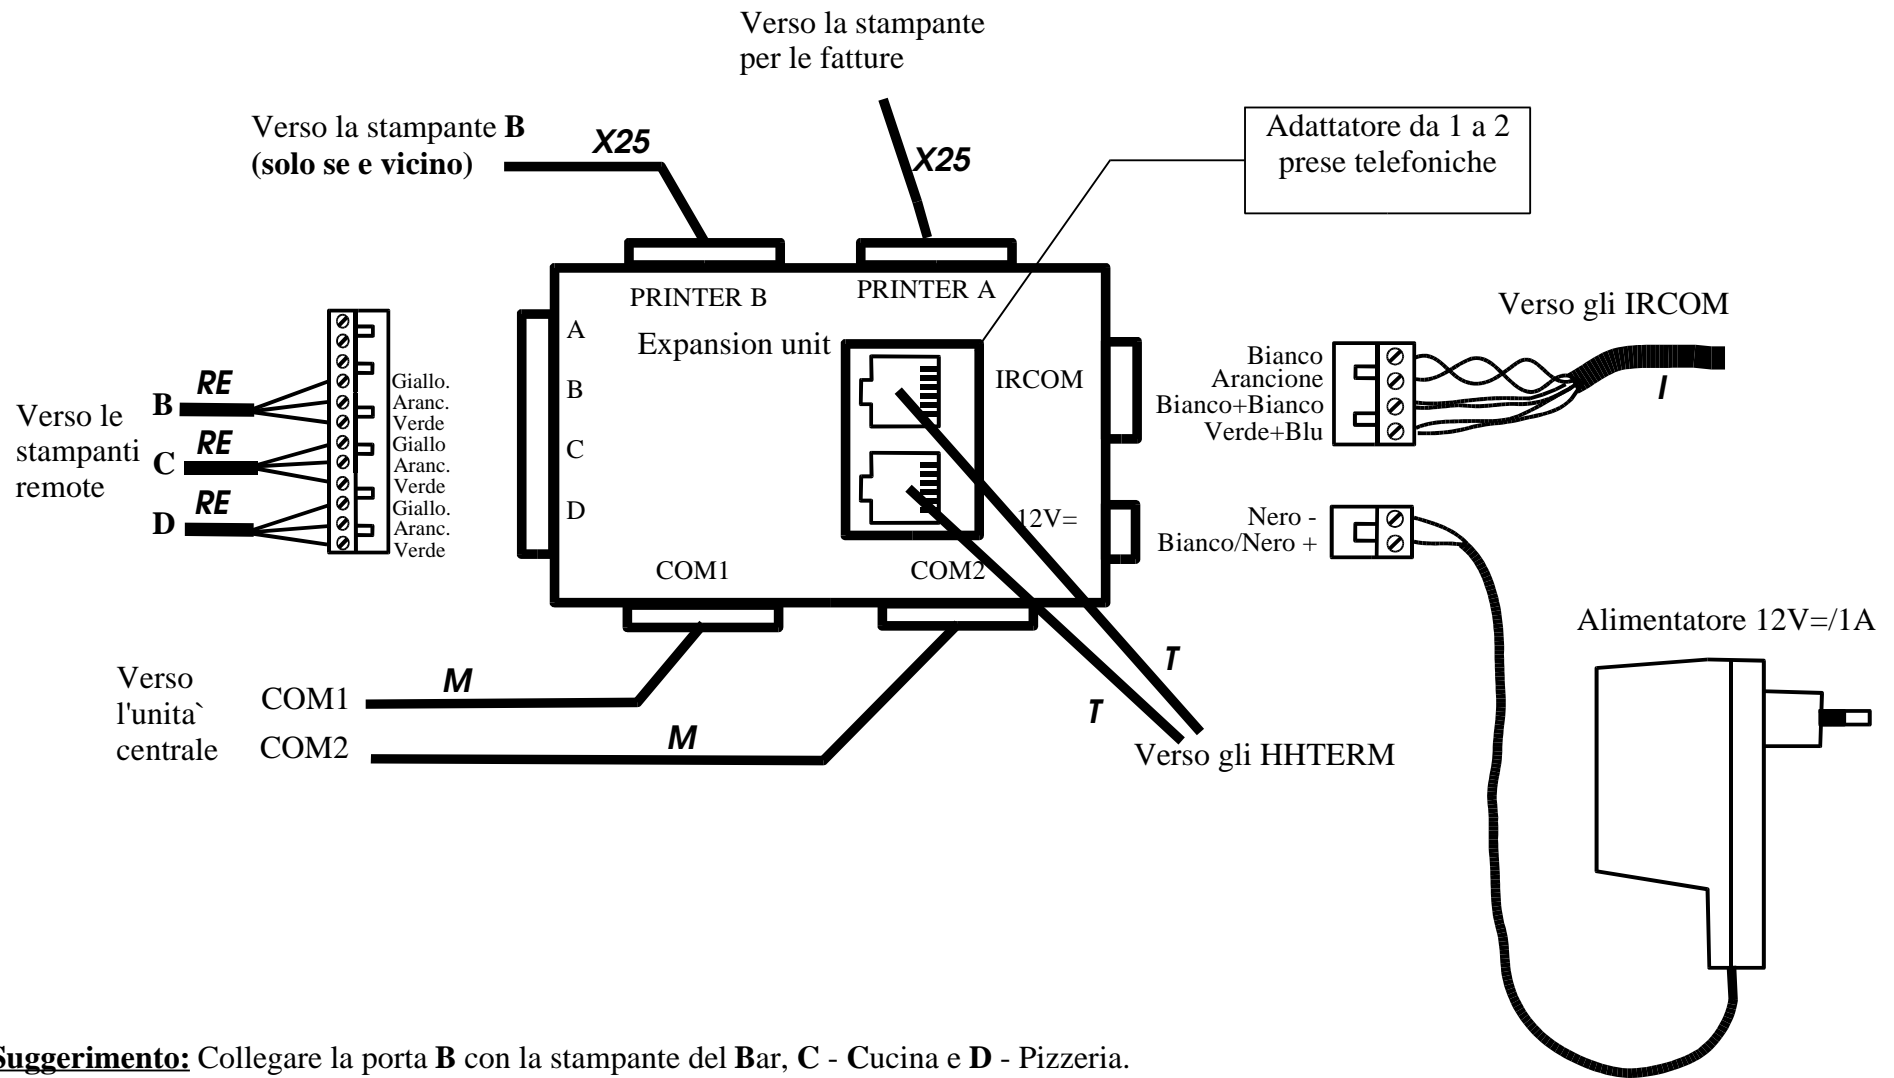 Verso la stampante
per le fatture
Verso la stampante B
(solo se e vicino)
X25
X25
Adattatore da 1 a 2
prese telefoniche
PRINTER B
PRINTER A
Verso gli IRCOM
A
Expansion unit
B
IRCOM
C
D
12V=
COM1
COM2
Bianco
Arancione
Bianco+Bianco
Verde+Blu
I
Nero -
Bianco/Nero +
Verso le
stampanti
remote
B
RE
C
RE
D
RE
Giallo.
Aranc.
Verde
Giallo
Aranc.
Verde
Giallo.
Aranc.
Verde
Alimentatore 12V=/1A
Verso
l'unita`
centrale
COM1
M
COM2
M
T
T
Verso gli HHTERM
Suggerimento: Collegare la porta B con la stampante del Bar, C - Cucina e D - Pizzeria.